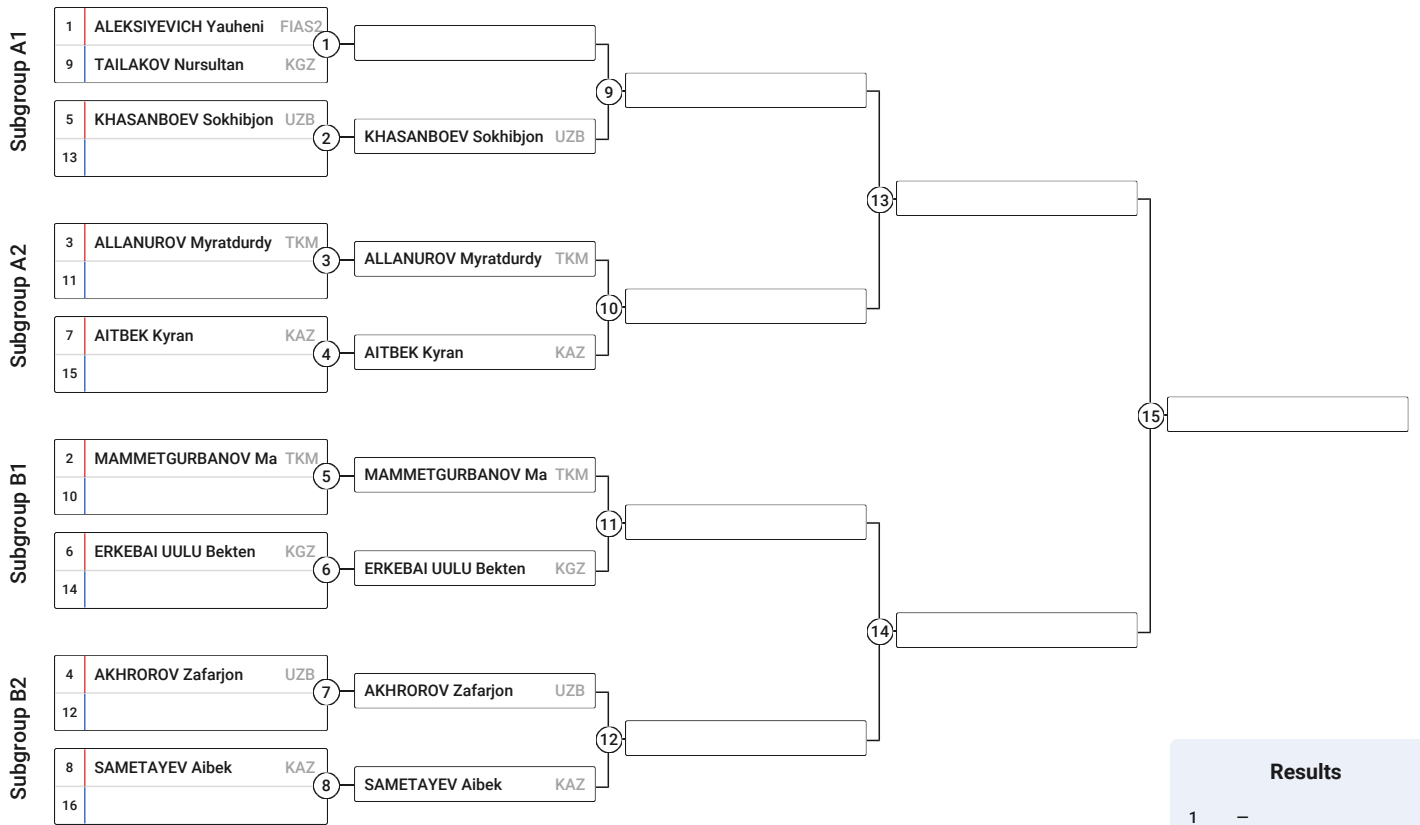 Subgroup A1
1 ALEKSIYEVICH Yauheni FIAS2
9 TAILAKOV Nursultan KGZ
1
5 KHASANBOEV Sokhibjon UZB
13
2
KHASANBOEV Sokhibjon UZB
9
Subgroup A2
3 ALLANUROV Myratdurdy TKM
11
3
ALLANUROV Myratdurdy TKM
7 AITBEK Kyran KAZ
15
4
AITBEK Kyran KAZ
10
13
Subgroup B1
2 MAMMETGURBANOV Ma TKM
10
5
MAMMETGURBANOV Ma TKM
6 ERKEBAI UULU Bekten KGZ
14
6
ERKEBAI UULU Bekten KGZ
11
Subgroup B2
4 AKHROROV Zafarjon UZB
12
7
AKHROROV Zafarjon UZB
8 SAMETAYEV Aibek KAZ
16
8
SAMETAYEV Aibek KAZ
12
14
15
Results
1 –